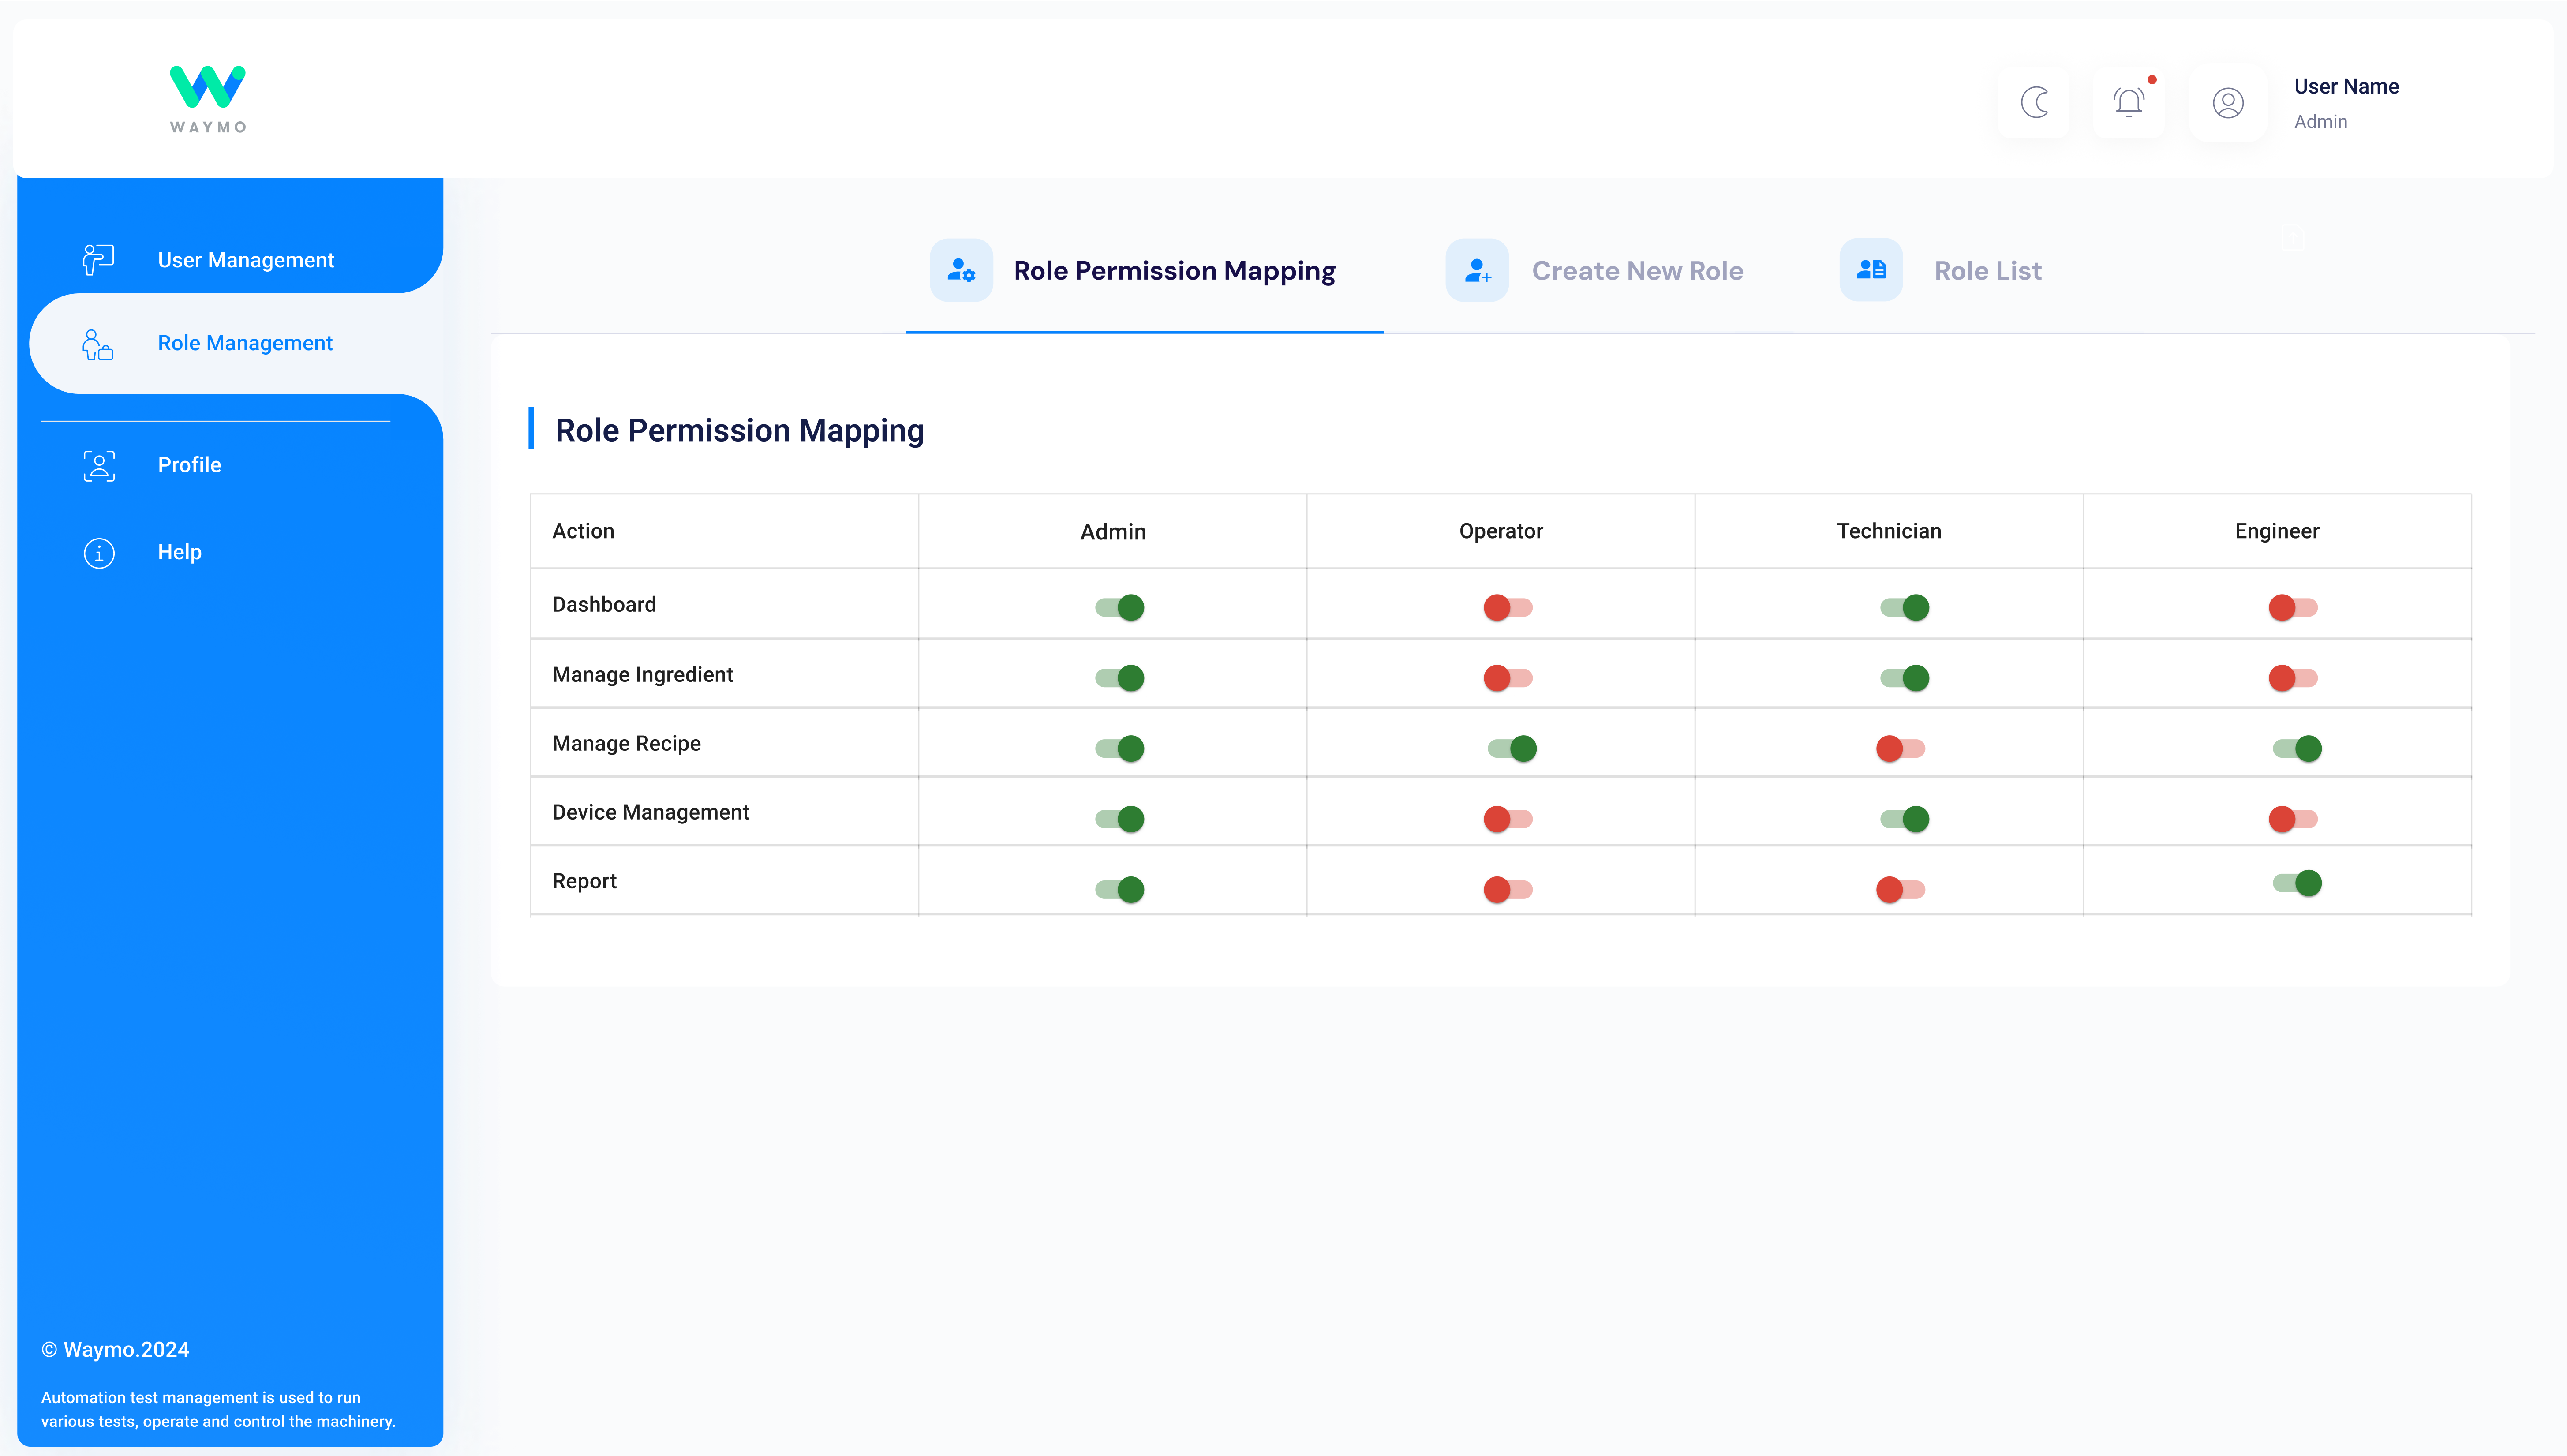 WAYMO
User Name
Admin
User Management
Role Management
Profile
Help
Role Permission Mapping
Create New Role
Role List
Role Permission Mapping
Action Admin Operator Technician Engineer
Dashboard
Manage Ingredient
Manage Recipe
Device Management
Report
© Waymo.2024
Automation test management is used to run
various tests, operate and control the machinery.